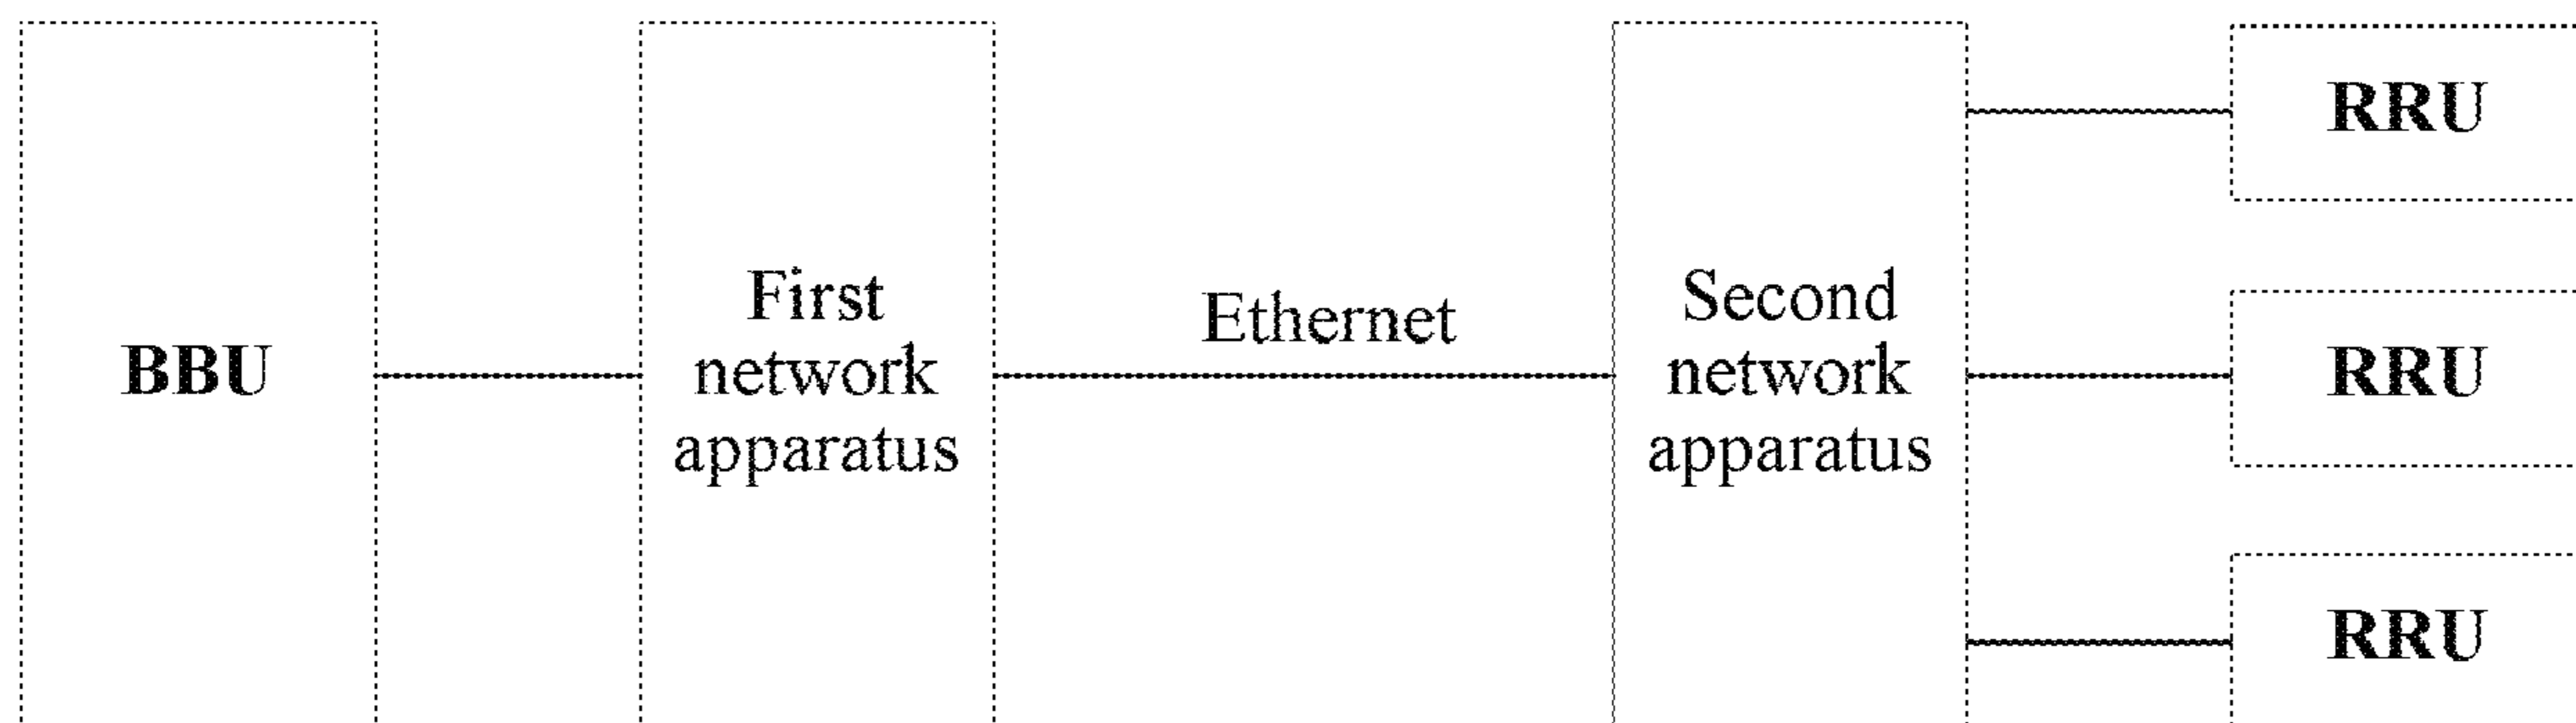 BBU
First
network
apparatus
Ethernet
Second
network
apparatus
RRU
RRU
RRU